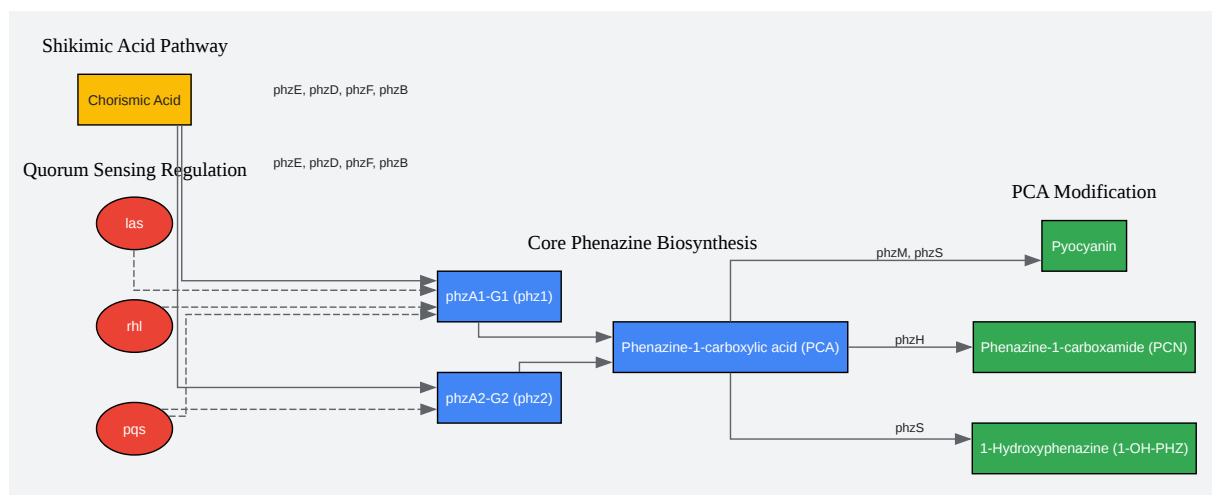 Shikimic Acid Pathway
Chorismic Acid
phzE, phzD, phzF, phzB
phzE, phzD, phzF, phzB
Quorum Sensing Regulation
las
rhl
pqs
Core Phenazine Biosynthesis
phzA1-G1 (phz1)
phzA2-G2 (phz2)
Phenazine-1-carboxylic acid (PCA)
PCA Modification
phzM, phzS
Pyocyanin
phzH
Phenazine-1-carboxamide (PCN)
phzS
1-Hydroxyphenazine (1-OH-PHZ)